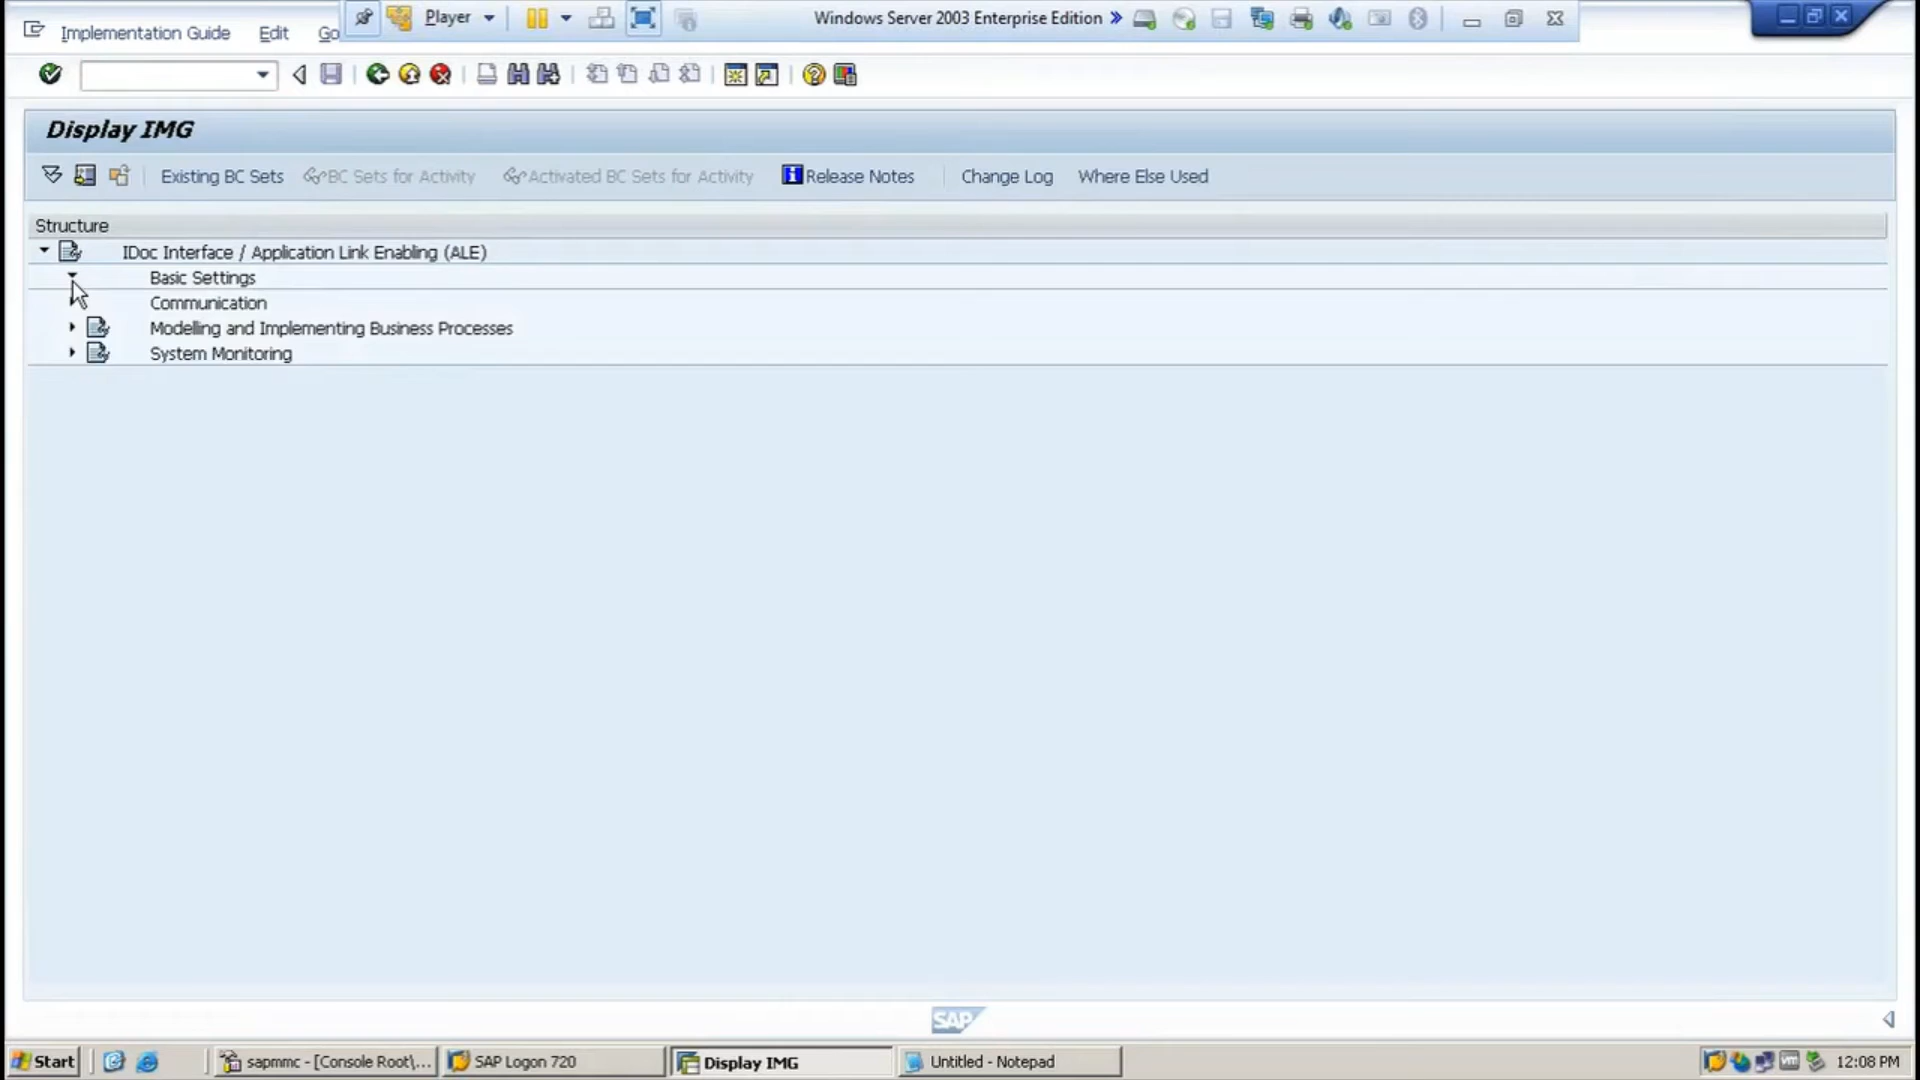 Implementation Guide Edit Go
Player
Windows Server 2003 Enterprise Edition
Display IMG
Existing BC Sets BC Sets for Activity Activated BC Sets for Activity Release Notes Change Log Where Else Used
Structure
IDoc Interface / Application Link Enabling (ALE)
Basic Settings
Communication
Modelling and Implementing Business Processes
System Monitoring
SAP
Start sapmmc - [Console Root\... SAP Logon 720 Display IMG Untitled - Notepad 12:08 PM